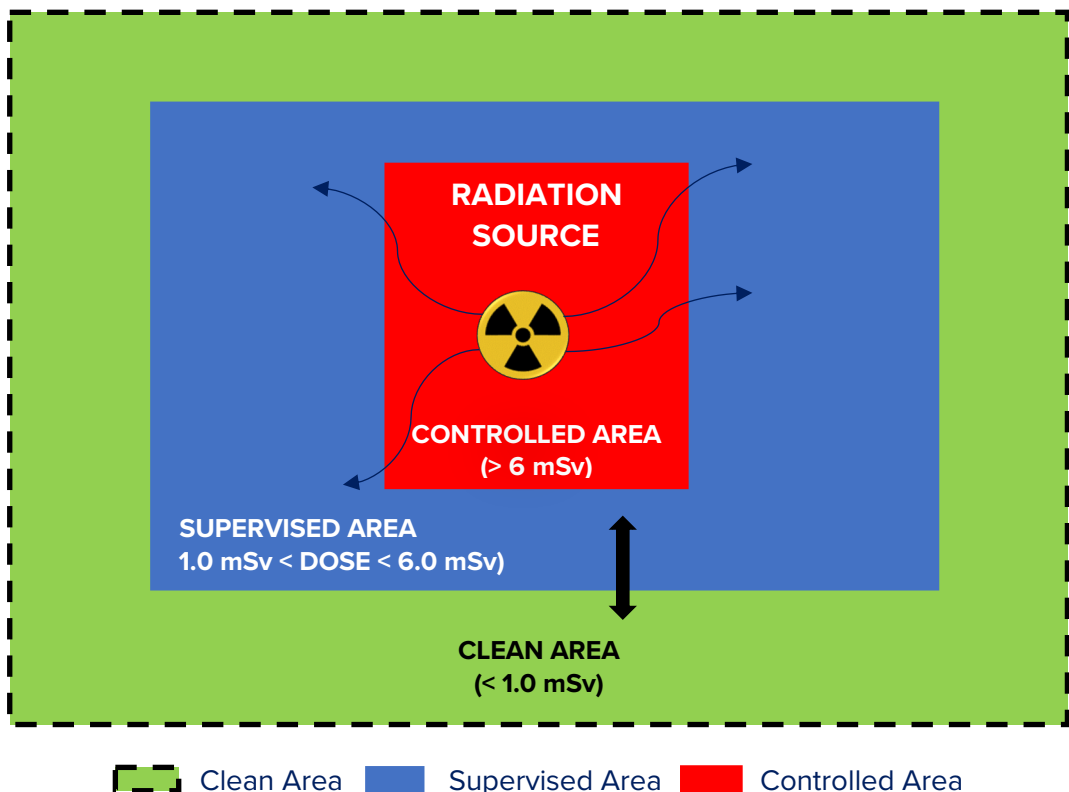 RADIATION
SOURCE
CONTROLLED AREA
(> 6 mSv)
SUPERVISED AREA
1.0 mSv < DOSE < 6.0 mSv)
CLEAN AREA
(< 1.0 mSv)
Clean Area Supervised Area Controlled Area